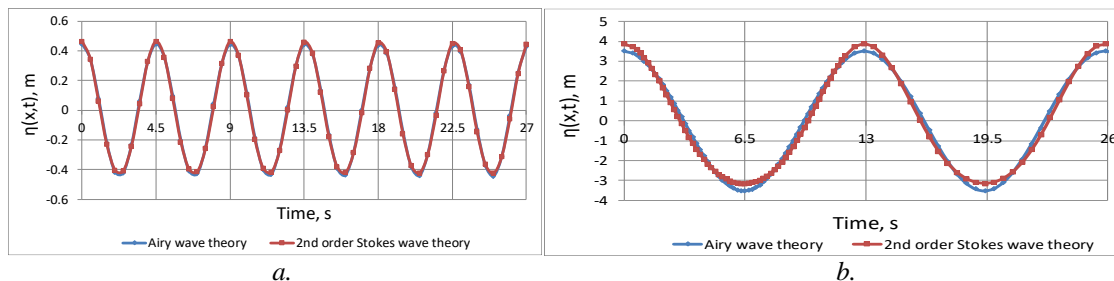 0.6
0.4
0.2
0
-0.2
-0.4
-0.6
η(x,t), m
0 4.5 9 13.5 18 22.5 27
Time, s
Airy wave theory 2nd order Stokes wave theory
a.
5
4
3
2
1
0
-1
-2
-3
-4
η(x,t), m
0 6.5 13 19.5 26
Time, s
Airy wave theory 2nd order Stokes wave theory
b.